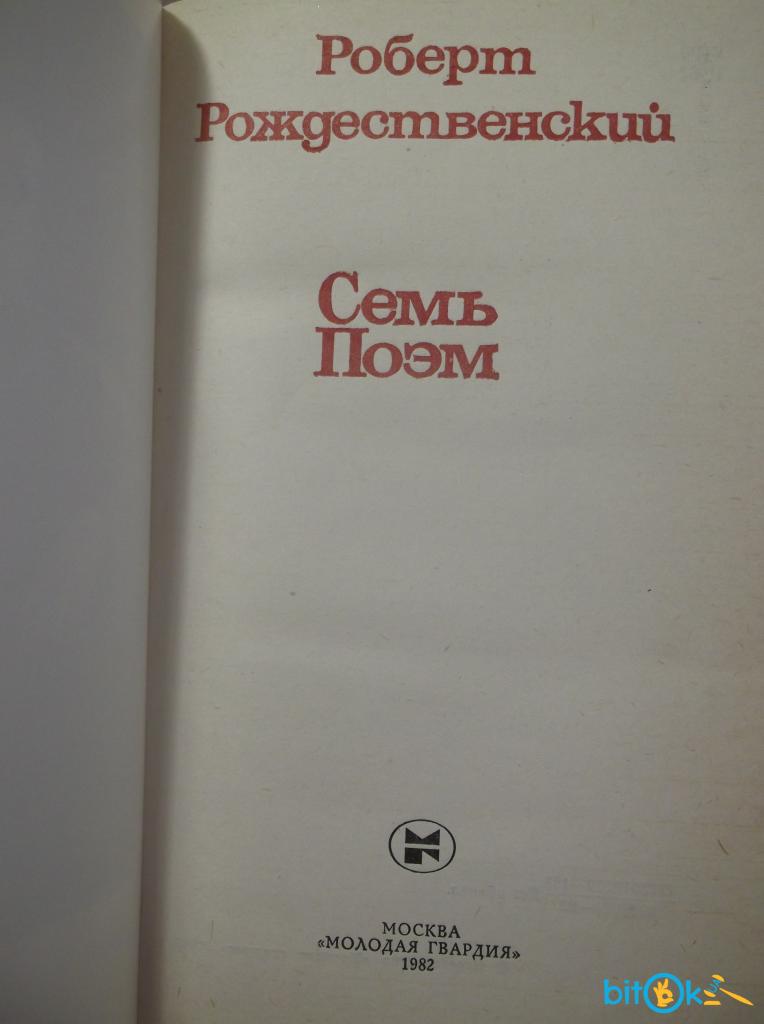 Роберт
Рождественский
Семь
Поэм
МОСКВА
«МОЛОДАЯ ГВАРДИЯ»
1982
bitok